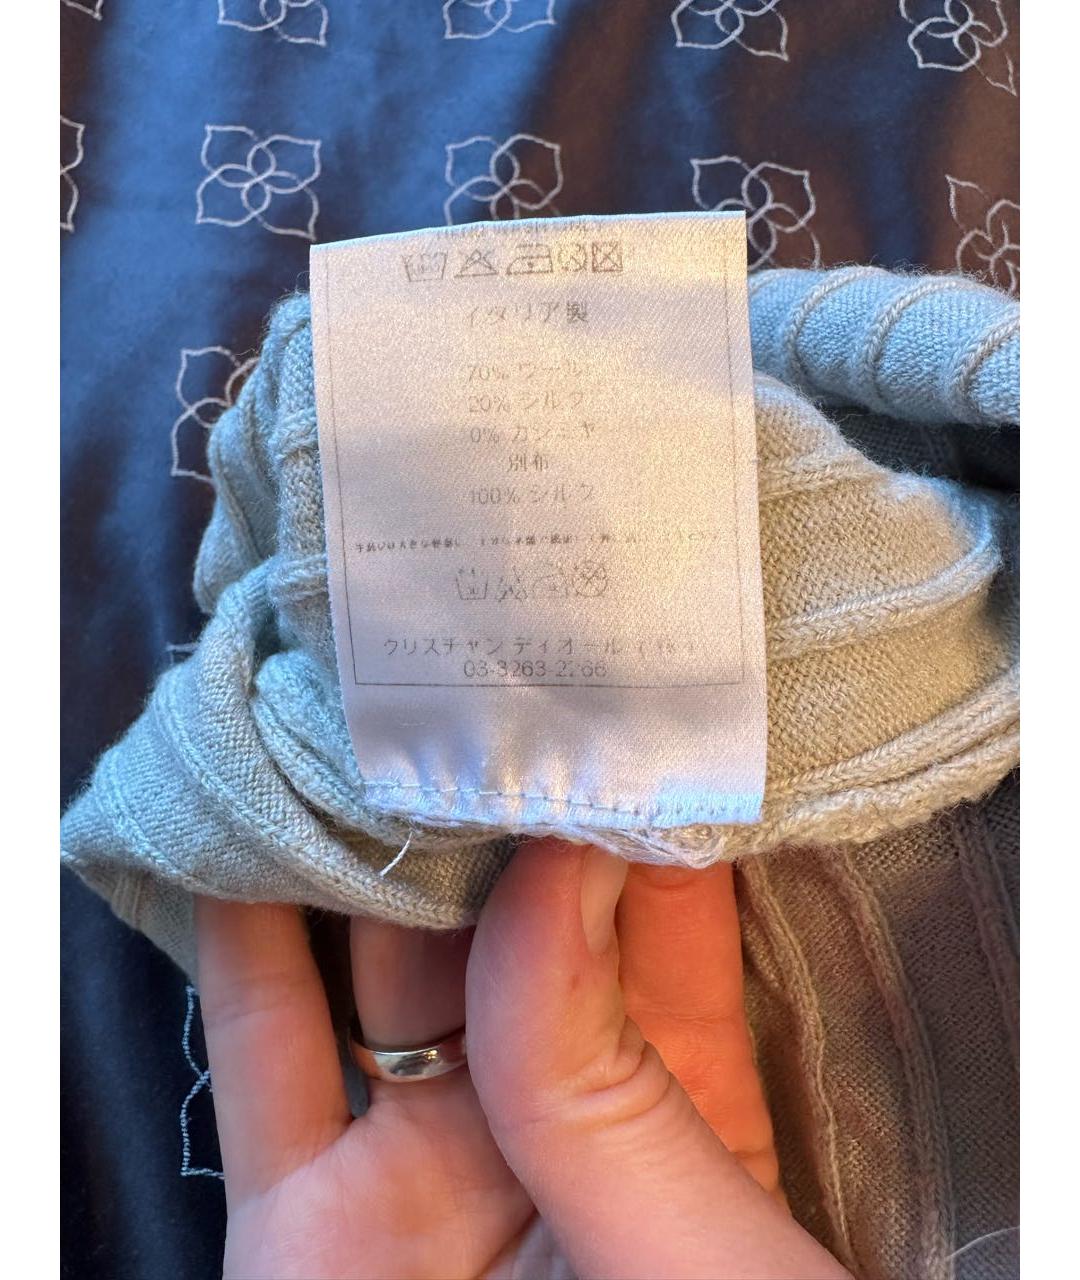 イタリア製
70% ウール
20% シルク
0% カシミヤ
別布
100% シルク
クリスチャン ディオール
03-3263-2266